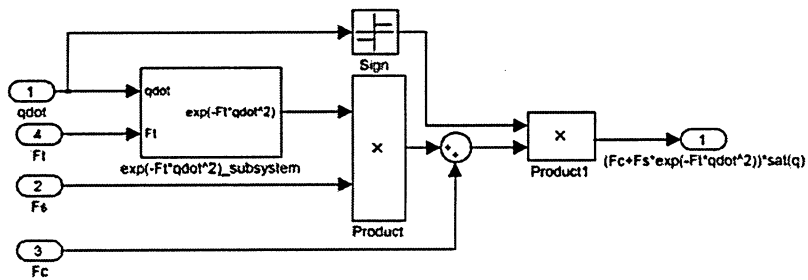 Sign
1
qdot
qdot
exp(-Ft*qdot^2)
4
Ft
Ft
exp(-Ft*qdot^2)_subsystem
×
Product
2
Fs
3
Fc
+
+
×
Product1
1
(Fc+Fs*exp(-Ft*qdot^2))*sat(q)